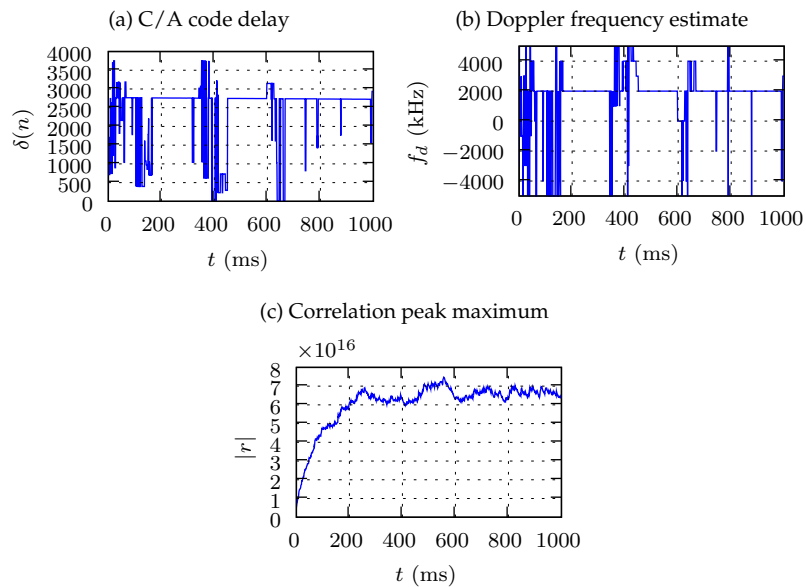 (a) C/A code delay
4000
3500
3000
2500
2000
1500
1000
500
0
δ(n)
0 200 400 600 800 1000
t (ms)
(b) Doppler frequency estimate
4000
2000
0
−2000
−4000
f_d (kHz)
0 200 400 600 800 1000
t (ms)
(c) Correlation peak maximum
×10^16
8
7
6
5
4
3
2
1
0
|r|
0 200 400 600 800 1000
t (ms)